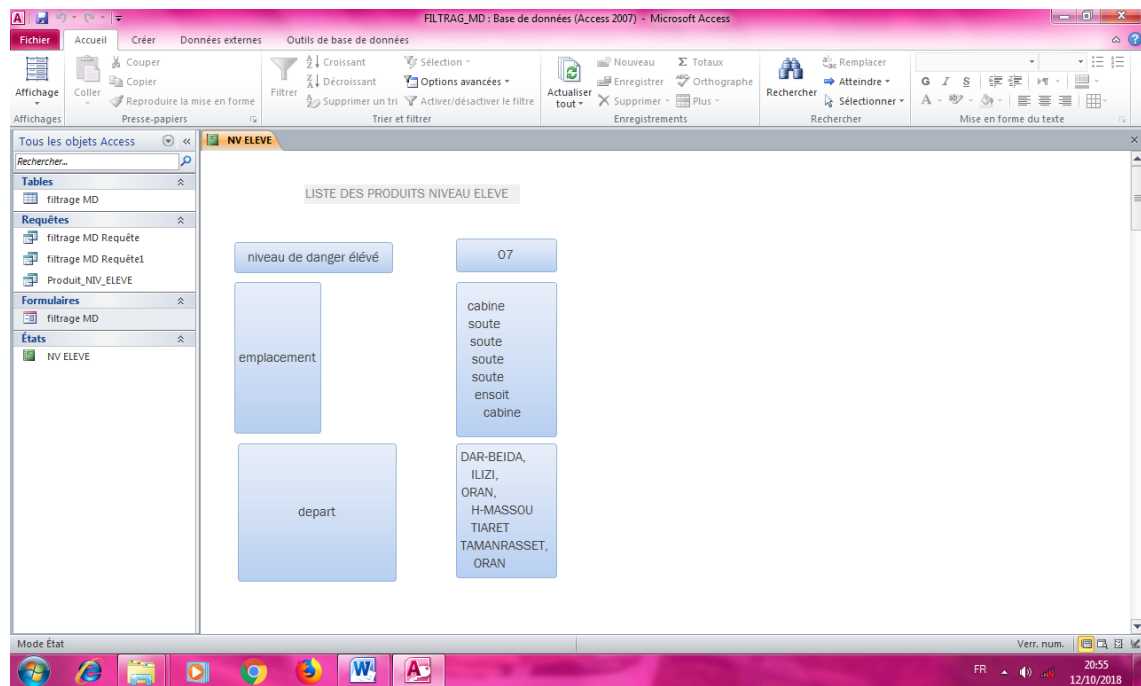 FILTRAG_MD : Base de données (Access 2007) - Microsoft Access
Fichier Accueil Créer Données externes Outils de base de données
Affichage
Affichages
Coller
Couper
Copier
Reproduire la mise en forme
Presse-papiers
Filtrer
Croissant
Décroissant
Supprimer un tri
Sélection
Options avancées
Activer/désactiver le filtre
Trier et filtrer
Actualiser
tout
Nouveau
Enregistrer
Supprimer
Totaux
Orthographe
Plus
Enregistrements
Rechercher
Remplacer
Atteindre
Sélectionner
Rechercher
G I S
A
Mise en forme du texte
Tous les objets Access
Rechercher...
Tables
filtrage MD
Requêtes
filtrage MD Requête
filtrage MD Requête1
Produit_NIV_ELEVE
Formulaires
filtrage MD
États
NV ELEVE
NV ELEVE
LISTE DES PRODUITS NIVEAU ELEVE
niveau de danger élévé
07
emplacement
cabine
soute
soute
soute
soute
ensoit
cabine
depart
DAR-BEIDA,
ILIZI,
ORAN,
H-MASSOU
TIARET
TAMANRASSET,
ORAN
Mode État
Verr. num.
FR
20:55
12/10/2018